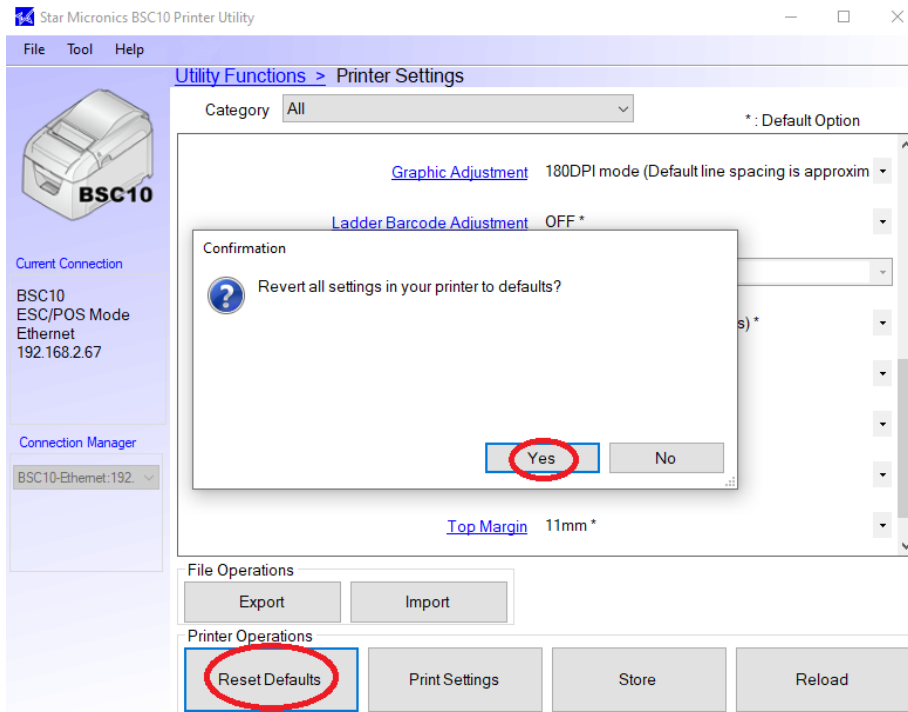 Star Micronics BSC10 Printer Utility
File Tool Help
Utility Functions > Printer Settings
Category All
* : Default Option
BSC10
Graphic Adjustment 180DPI mode (Default line spacing is approxim
Ladder Barcode Adjustment OFF *
Confirmation
Revert all settings in your printer to defaults?
Yes No
s) *
Top Margin 11mm *
Current Connection
BSC10
ESC/POS Mode
Ethernet
192.168.2.67
Connection Manager
BSC10-Ethernet:192.
File Operations
Export Import
Printer Operations
Reset Defaults Print Settings Store Reload